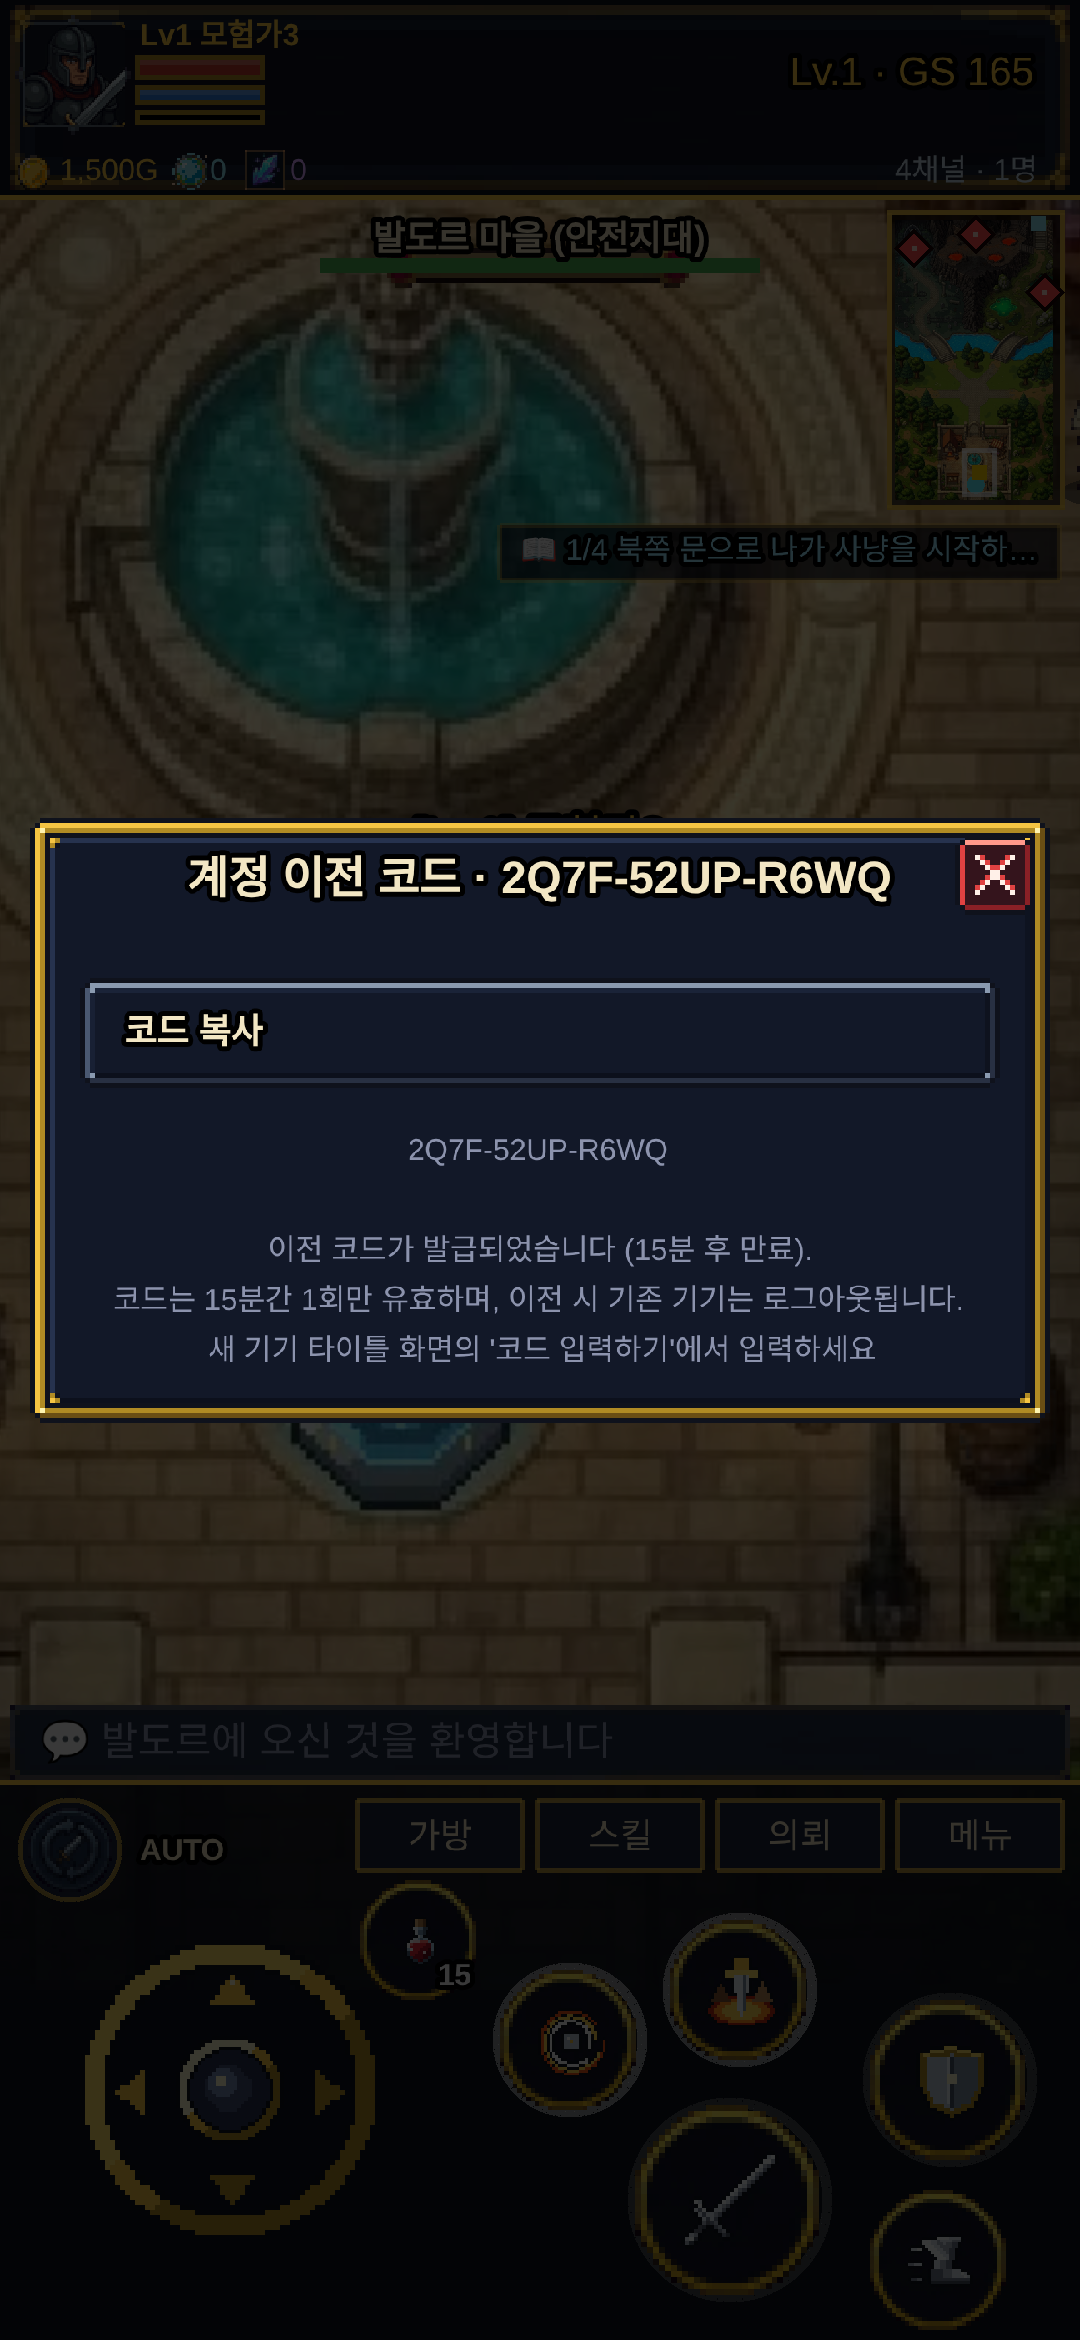 Lv1 모험가3
Lv.1 · GS 165
1,500G 0 0
4채널 · 1명
발도르 마을 (안전지대)
1/4 북쪽 문으로 나가 사냥을 시작하...
계정 이전 코드 · 2Q7F-52UP-R6WQ
코드 복사
2Q7F-52UP-R6WQ
이전 코드가 발급되었습니다 (15분 후 만료).
코드는 15분간 1회만 유효하며, 이전 시 기존 기기는 로그아웃됩니다.
새 기기 타이틀 화면의 '코드 입력하기'에서 입력하세요
발도르에 오신 것을 환영합니다
AUTO
가방
스킬
의뢰
메뉴
15